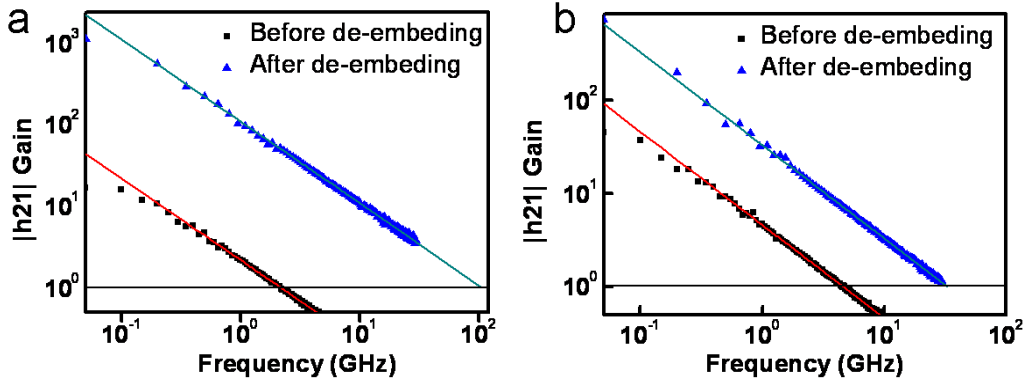 a
Before de-embeding
After de-embeding
|h21| Gain
10³
10²
10¹
10⁰
10⁻¹ 10⁰ 10¹ 10²
Frequency (GHz)
b
Before de-embeding
After de-embeding
|h21| Gain
10²
10¹
10⁰
10⁻¹ 10⁰ 10¹ 10²
Frequency (GHz)